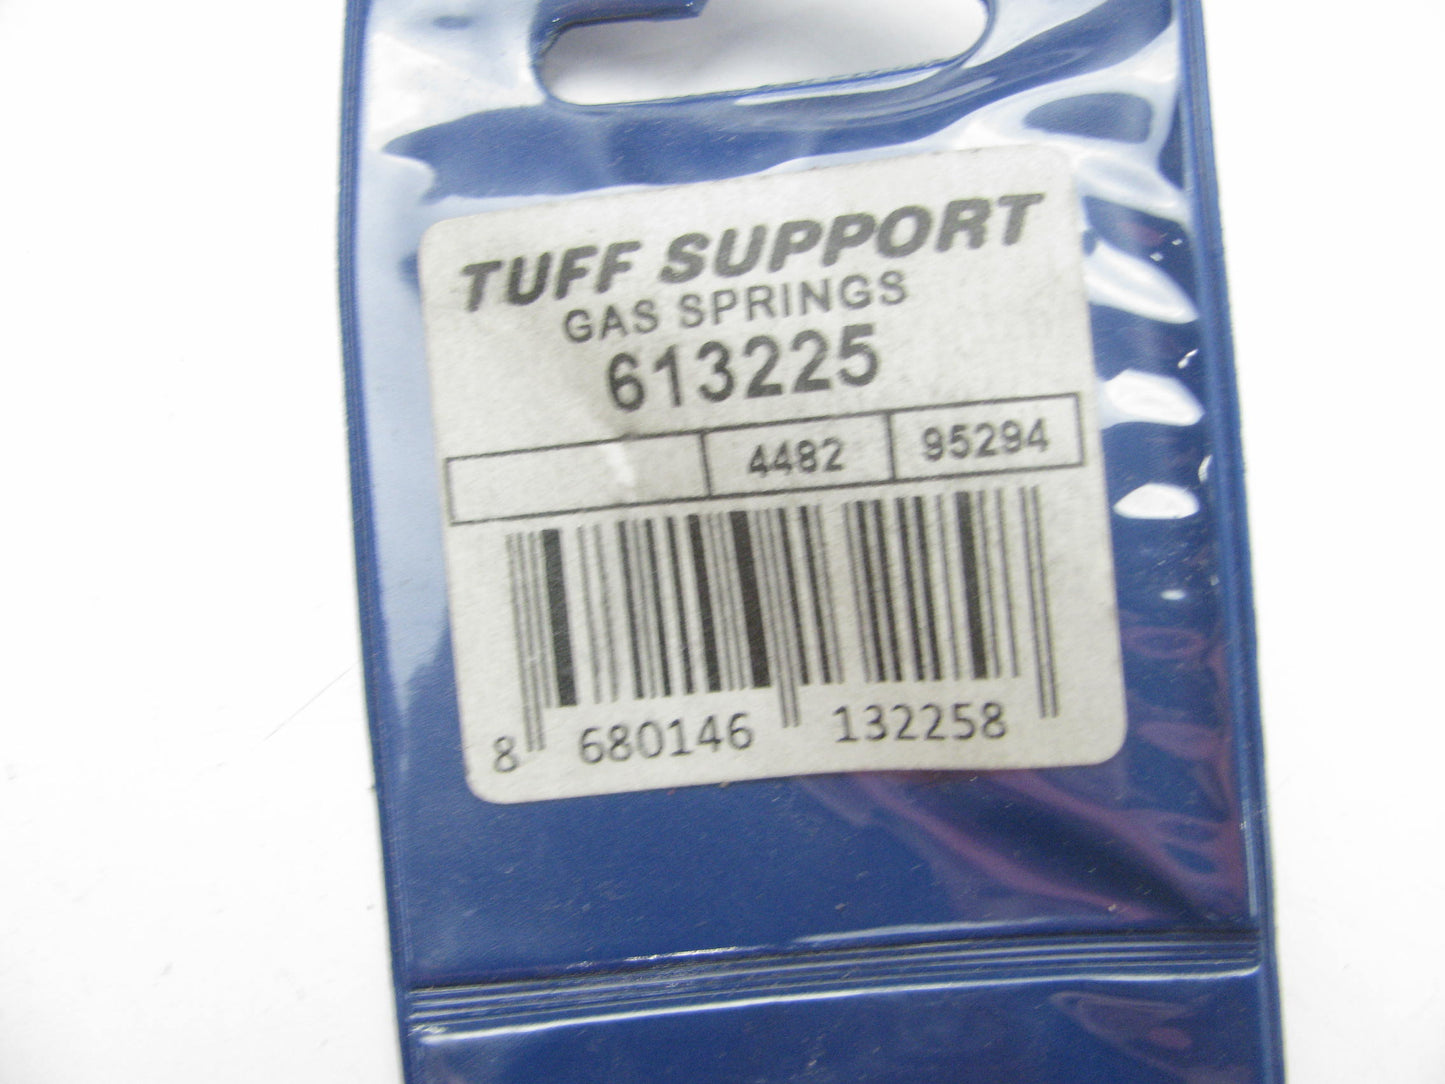 TUFF SUPPORT
GAS SPRINGS
613225
4482 95294
8 680146 132258